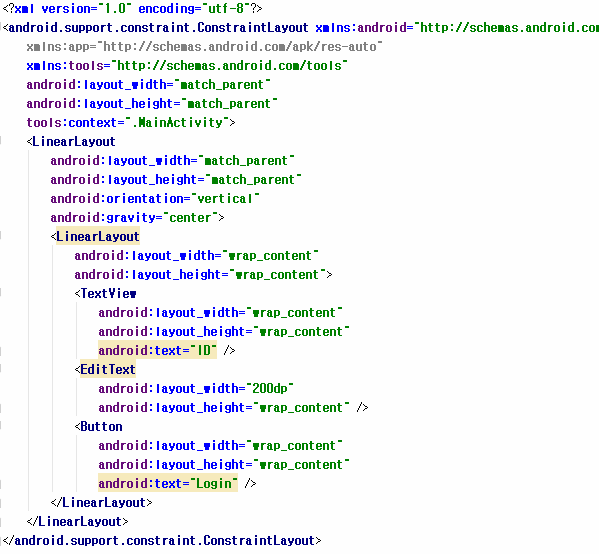 <?xml version="1.0" encoding="utf-8"?>
<android.support.constraint.ConstraintLayout xmlns:android="http://schemas.android.com
xmlns:app="http://schemas.android.com/apk/res-auto"
xmlns:tools="http://schemas.android.com/tools"
android:layout_width="match_parent"
android:layout_height="match_parent"
tools:context=".MainActivity">
<LinearLayout
android:layout_width="match_parent"
android:layout_height="match_parent"
android:orientation="vertical"
android:gravity="center">
<LinearLayout
android:layout_width="wrap_content"
android:layout_height="wrap_content">
<TextView
android:layout_width="wrap_content"
android:layout_height="wrap_content"
android:text="ID" />
<EditText
android:layout_width="200dp"
android:layout_height="wrap_content" />
<Button
android:layout_width="wrap_content"
android:layout_height="wrap_content"
android:text="Login" />
</LinearLayout>
</LinearLayout>
</android.support.constraint.ConstraintLayout>